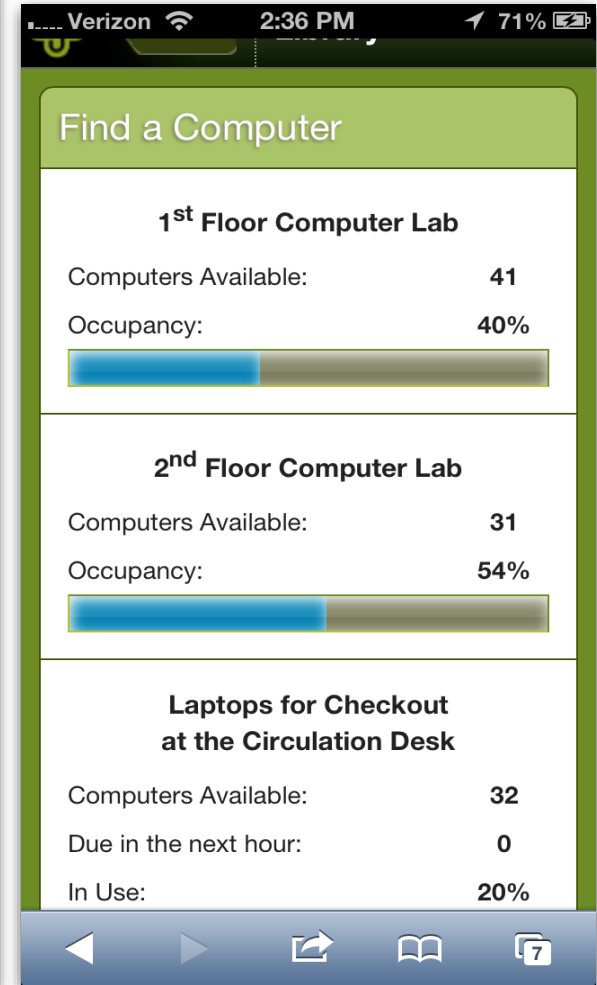 Verizon 2:36 PM 71%
Library
Find a Computer
1st Floor Computer Lab
Computers Available: 41
Occupancy: 40%
2nd Floor Computer Lab
Computers Available: 31
Occupancy: 54%
Laptops for Checkout
at the Circulation Desk
Computers Available: 32
Due in the next hour: 0
In Use: 20%
7